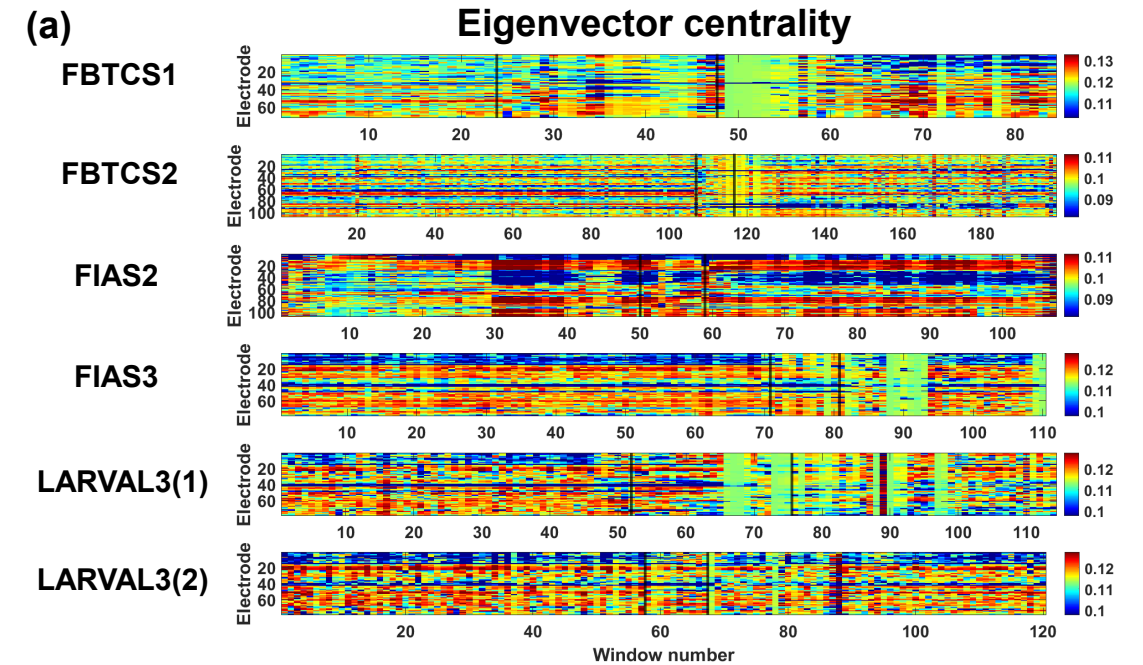 (a)
Eigenvector centrality
FBTCS1
Electrode
20
40
60
10 20 30 40 50 60 70 80
0.13
0.12
0.11
FBTCS2
Electrode
20
40
60
80
100
20 40 60 80 100 120 140 160 180
0.11
0.1
0.09
FIAS2
Electrode
20
40
60
80
100
10 20 30 40 50 60 70 80 90 100
0.11
0.1
0.09
FIAS3
Electrode
20
40
60
10 20 30 40 50 60 70 80 90 100 110
0.12
0.11
0.1
LARVAL3(1)
Electrode
20
40
60
10 20 30 40 50 60 70 80 90 100 110
0.12
0.11
0.1
LARVAL3(2)
Electrode
20
40
60
20 40 60 80 100 120
0.12
0.11
0.1
Window number